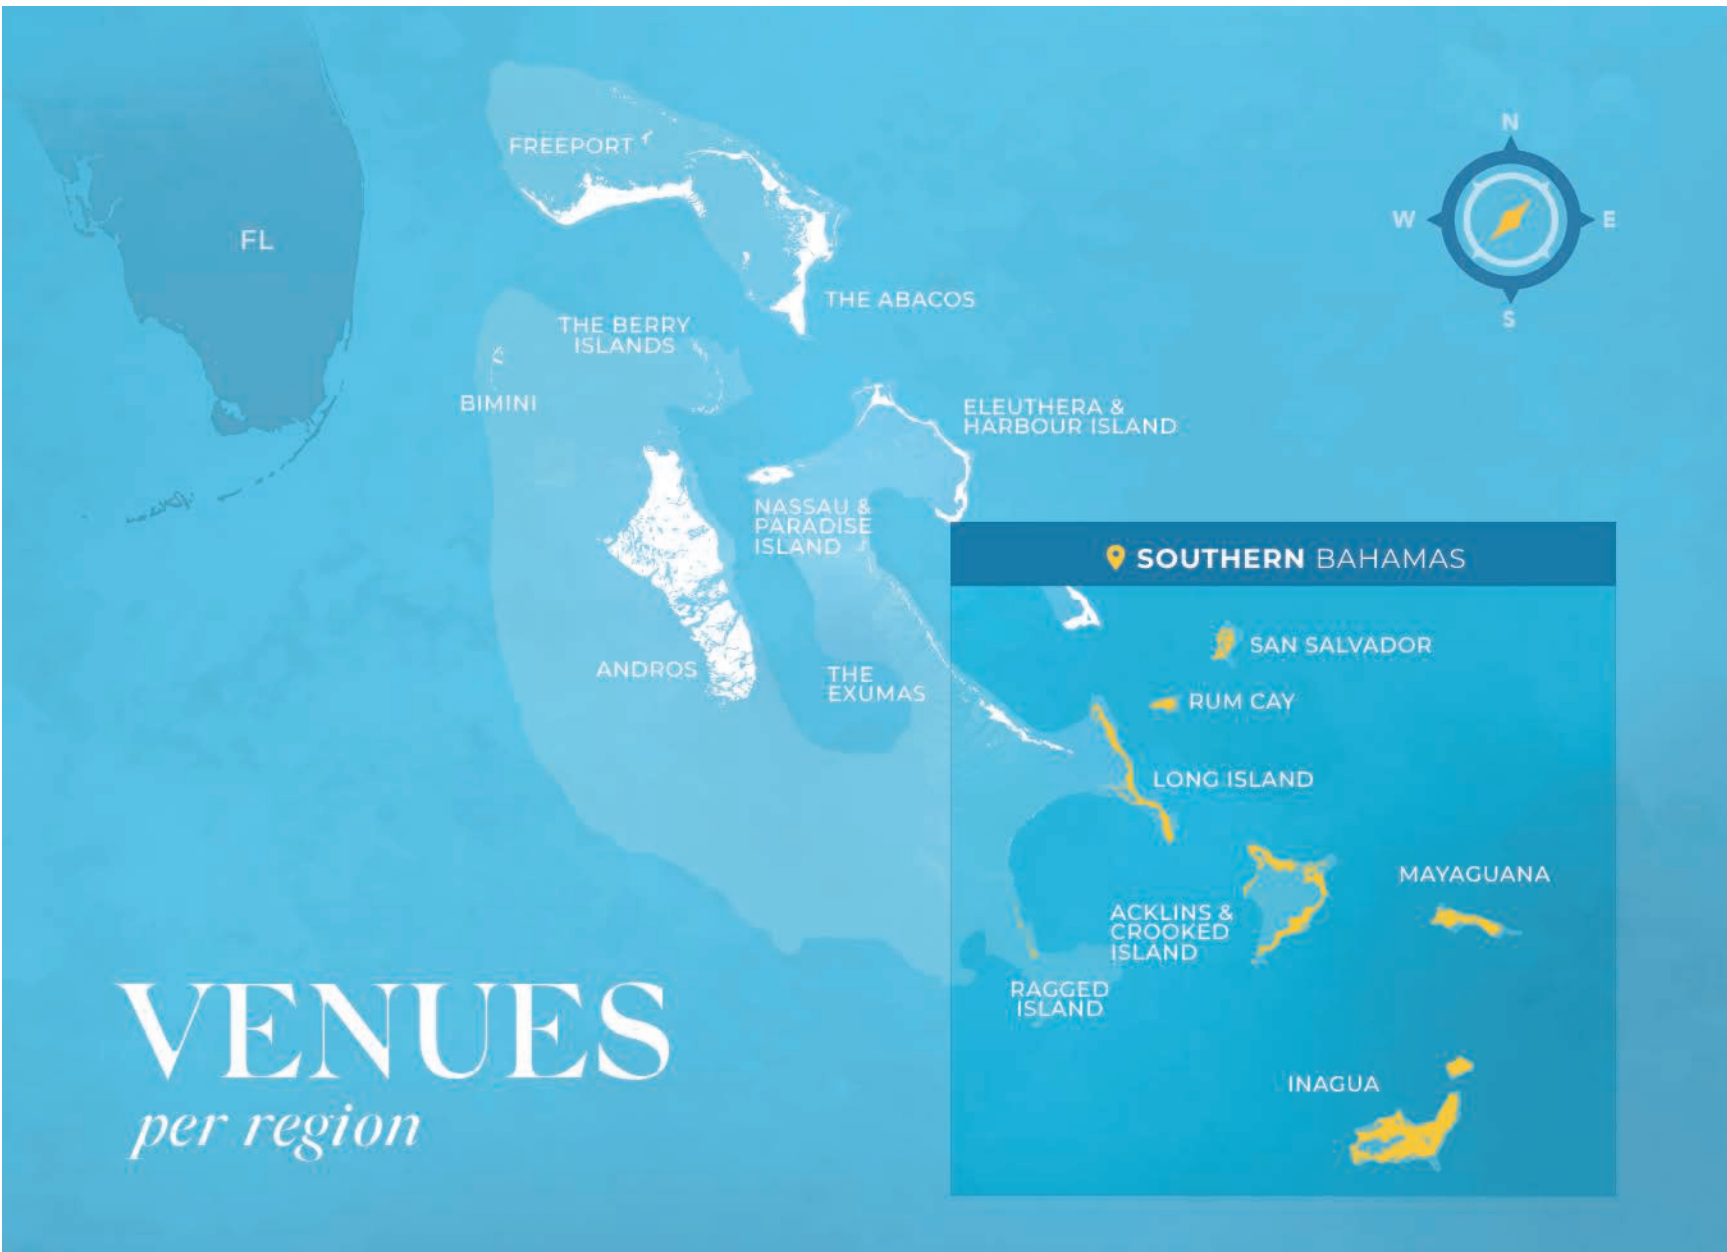 N
W
E
S
FREEPORT
FL
THE ABACOS
THE BERRY
ISLANDS
BIMINI
ELEUTHERA &
HARBOUR ISLAND
NASSAU &
PARADISE
ISLAND
ANDROS
THE
EXUMAS
SOUTHERN BAHAMAS
SAN SALVADOR
RUM CAY
LONG ISLAND
MAYAGUANA
ACKLINS &
CROOKED
ISLAND
RAGGED
ISLAND
INAGUA
VENUES
per region